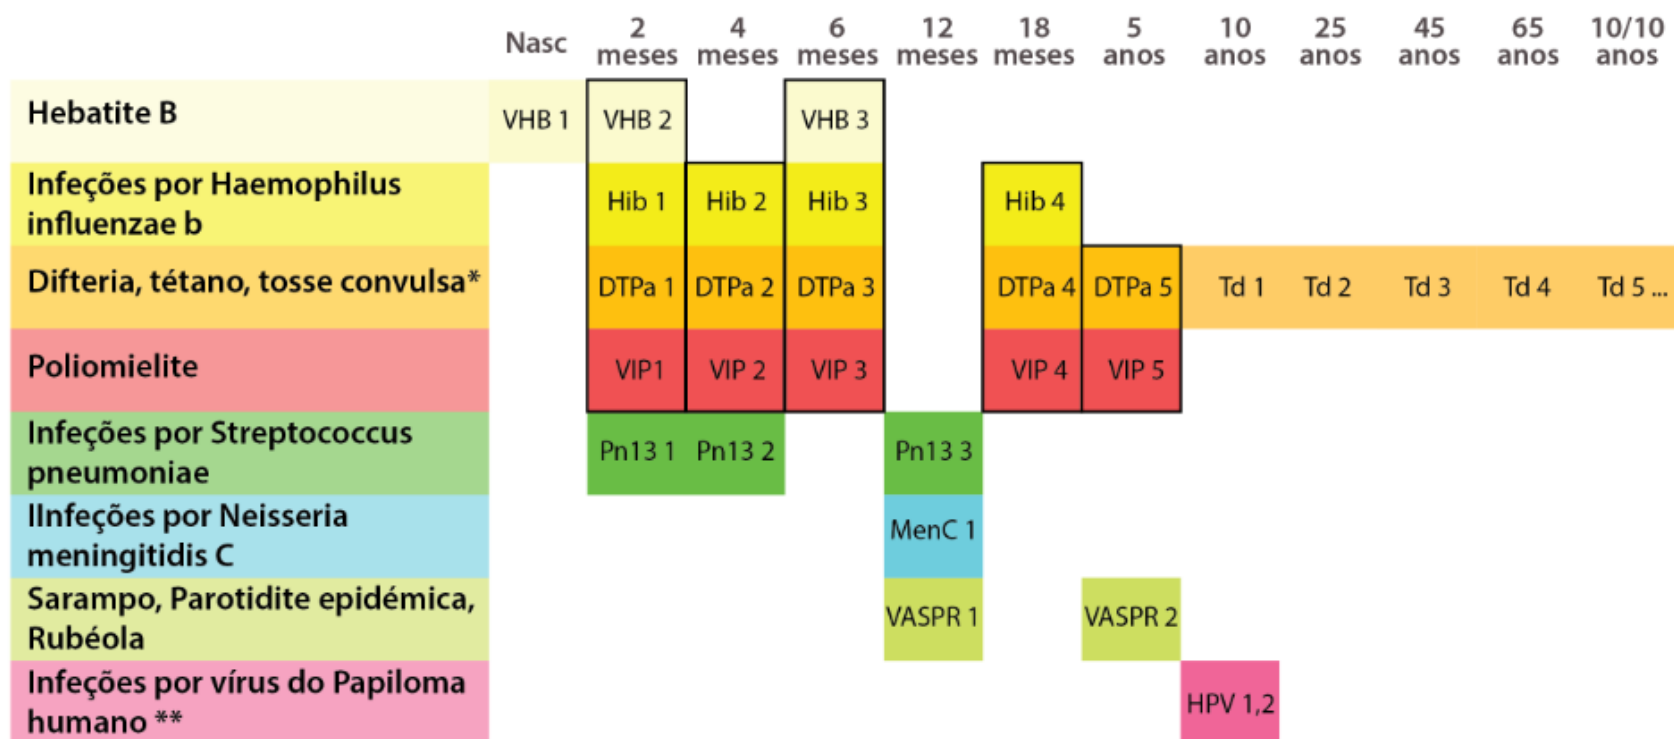 Nasc 2 meses 4 meses 6 meses 12 meses 18 meses 5 anos 10 anos 25 anos 45 anos 65 anos 10/10 anos
Hebatite B VHB 1 VHB 2 VHB 3
Infeções por Haemophilus
influenzae b Hib 1 Hib 2 Hib 3 Hib 4
Difteria, tétano, tosse convulsa* DTPa 1 DTPa 2 DTPa 3 DTPa 4 DTPa 5 Td 1 Td 2 Td 3 Td 4 Td 5 ...
Poliomielite VIP1 VIP 2 VIP 3 VIP 4 VIP 5
Infeções por Streptococcus
pneumoniae Pn13 1 Pn13 2 Pn13 3
IInfeções por Neisseria
meningitidis C MenC 1
Sarampo, Parotidite epidémica,
Rubéola VASPR 1 VASPR 2
Infeções por vírus do Papiloma
humano ** HPV 1,2